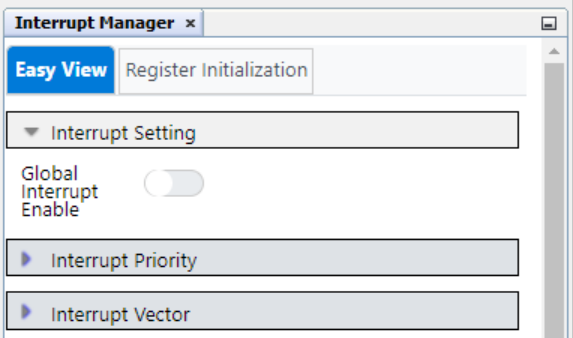 Interrupt Manager x
Easy View Register Initialization
Interrupt Setting
Global
Interrupt
Enable
Interrupt Priority
Interrupt Vector